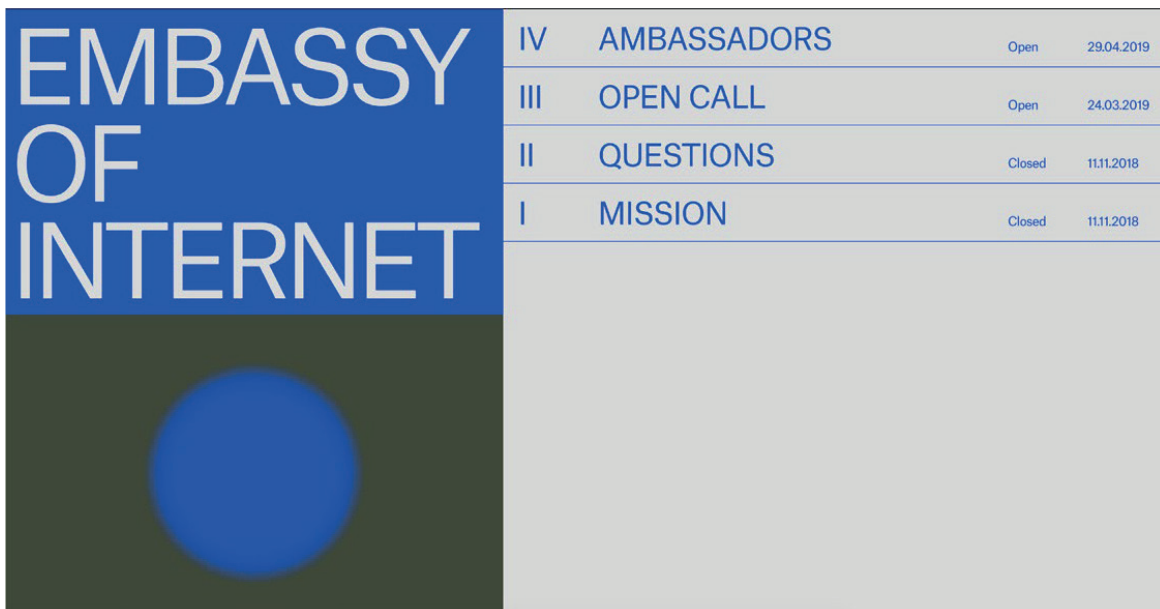 EMBASSY
OF
INTERNET
IV AMBASSADORS Open 29.04.2019
III OPEN CALL Open 24.03.2019
II QUESTIONS Closed 11.11.2018
I MISSION Closed 11.11.2018